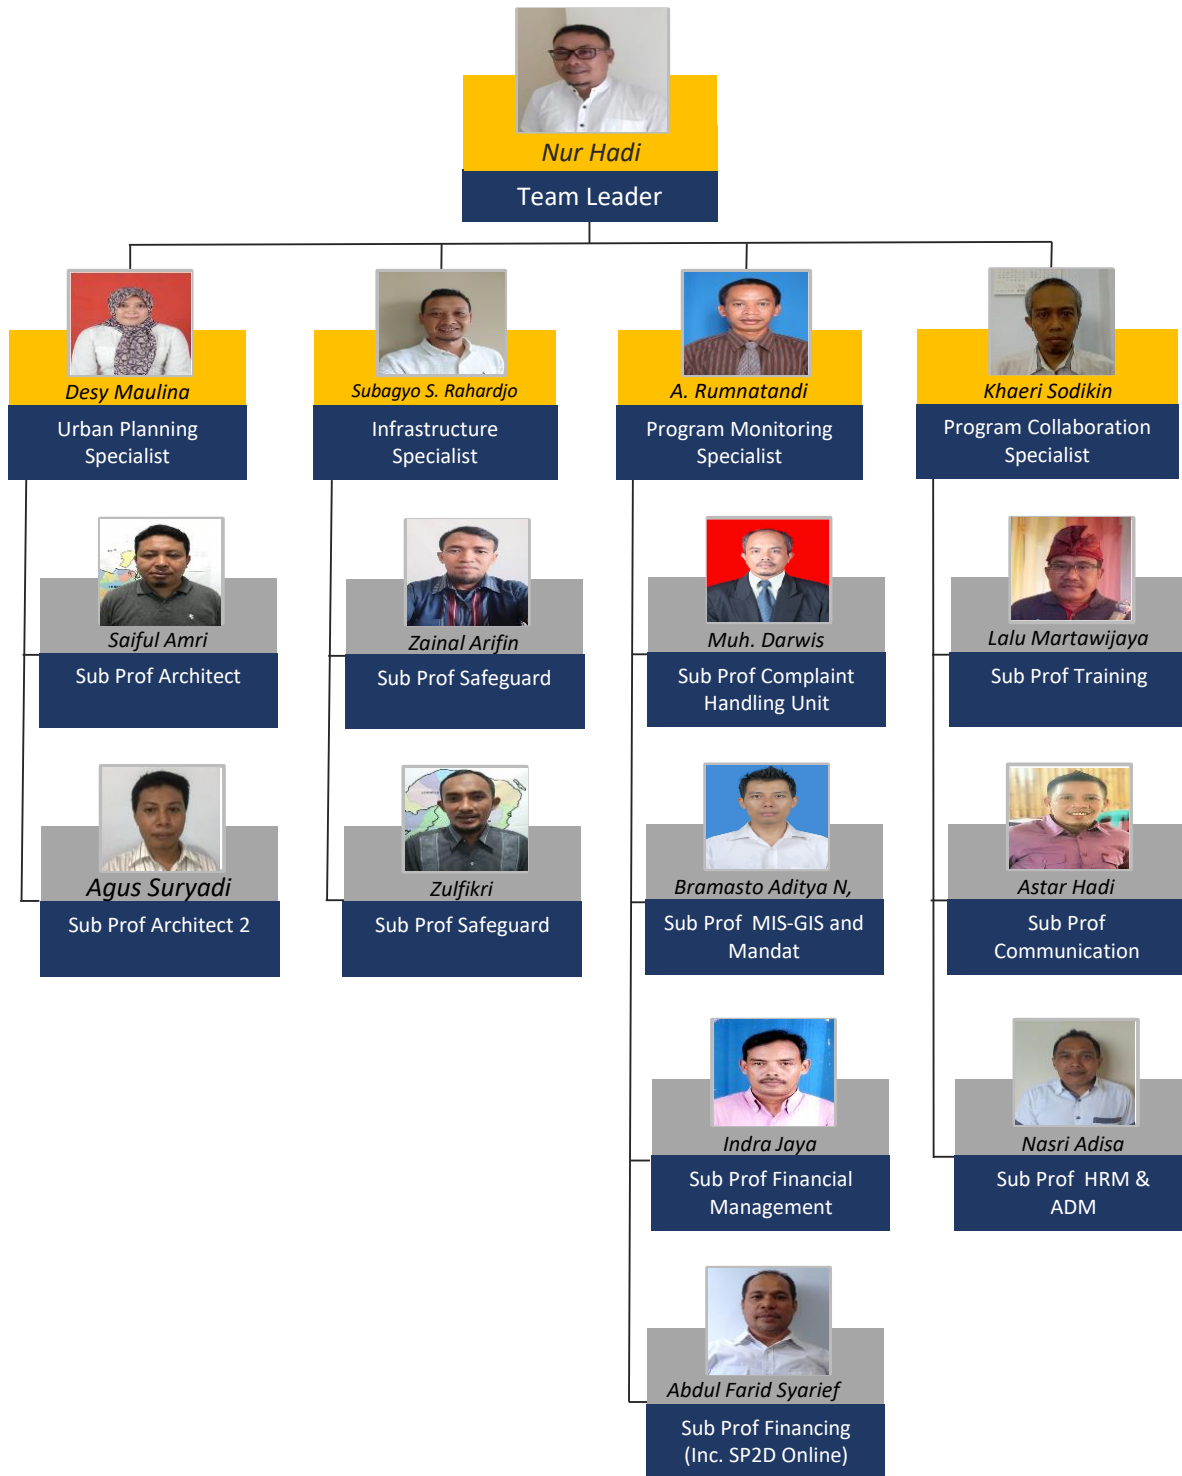 Nur Hadi
Team Leader
Desy Maulina
Urban Planning
Specialist
Subagyo S. Rahardjo
Infrastructure
Specialist
A. Rumnatandi
Program Monitoring
Specialist
Khaeri Sodikin
Program Collaboration
Specialist
Saiful Amri
Sub Prof Architect
Zainal Arifin
Sub Prof Safeguard
Muh. Darwis
Sub Prof Complaint
Handling Unit
Lalu Martawijaya
Sub Prof Training
Agus Suryadi
Sub Prof Architect 2
Zulfikri
Sub Prof Safeguard
Bramasto Aditya N,
Sub Prof  MIS-GIS and
Mandat
Astar Hadi
Sub Prof
Communication
Indra Jaya
Sub Prof Financial
Management
Nasri Adisa
Sub Prof  HRM &
ADM
Abdul Farid Syarief
Sub Prof Financing
(Inc. SP2D Online)